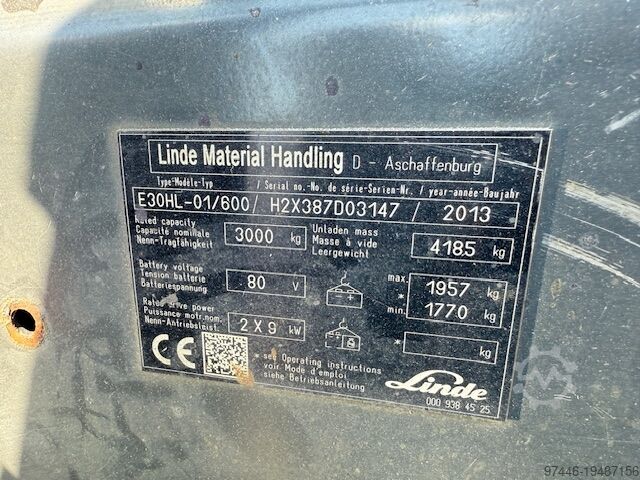 Linde Material Handling D - Aschaffenburg
Type-Modèle-Typ / Serial no.-No. de série-Serien-Nr. / year-année-Baujahr
E30HL-01/600/ H2X387D03147 / 2013
Rated capacity
Capacité nominale
Nenn-Tragfähigkeit
3000 kg
Unladen mass
Masse à vide
Leergewicht
4185 kg
Battery voltage
Tension batterie
Batteriespannung
80 V
max. 1957 kg
*
min. 1770 kg
Rated drive power
Puissance motr.nom.
Nenn-Antriebsleist.
2 X 9 kW
* kg
CE
* see Operating instructions
voir Mode d'emploi
siehe Betriebsanleitung
Linde
000 938 45 25
97446-19487156